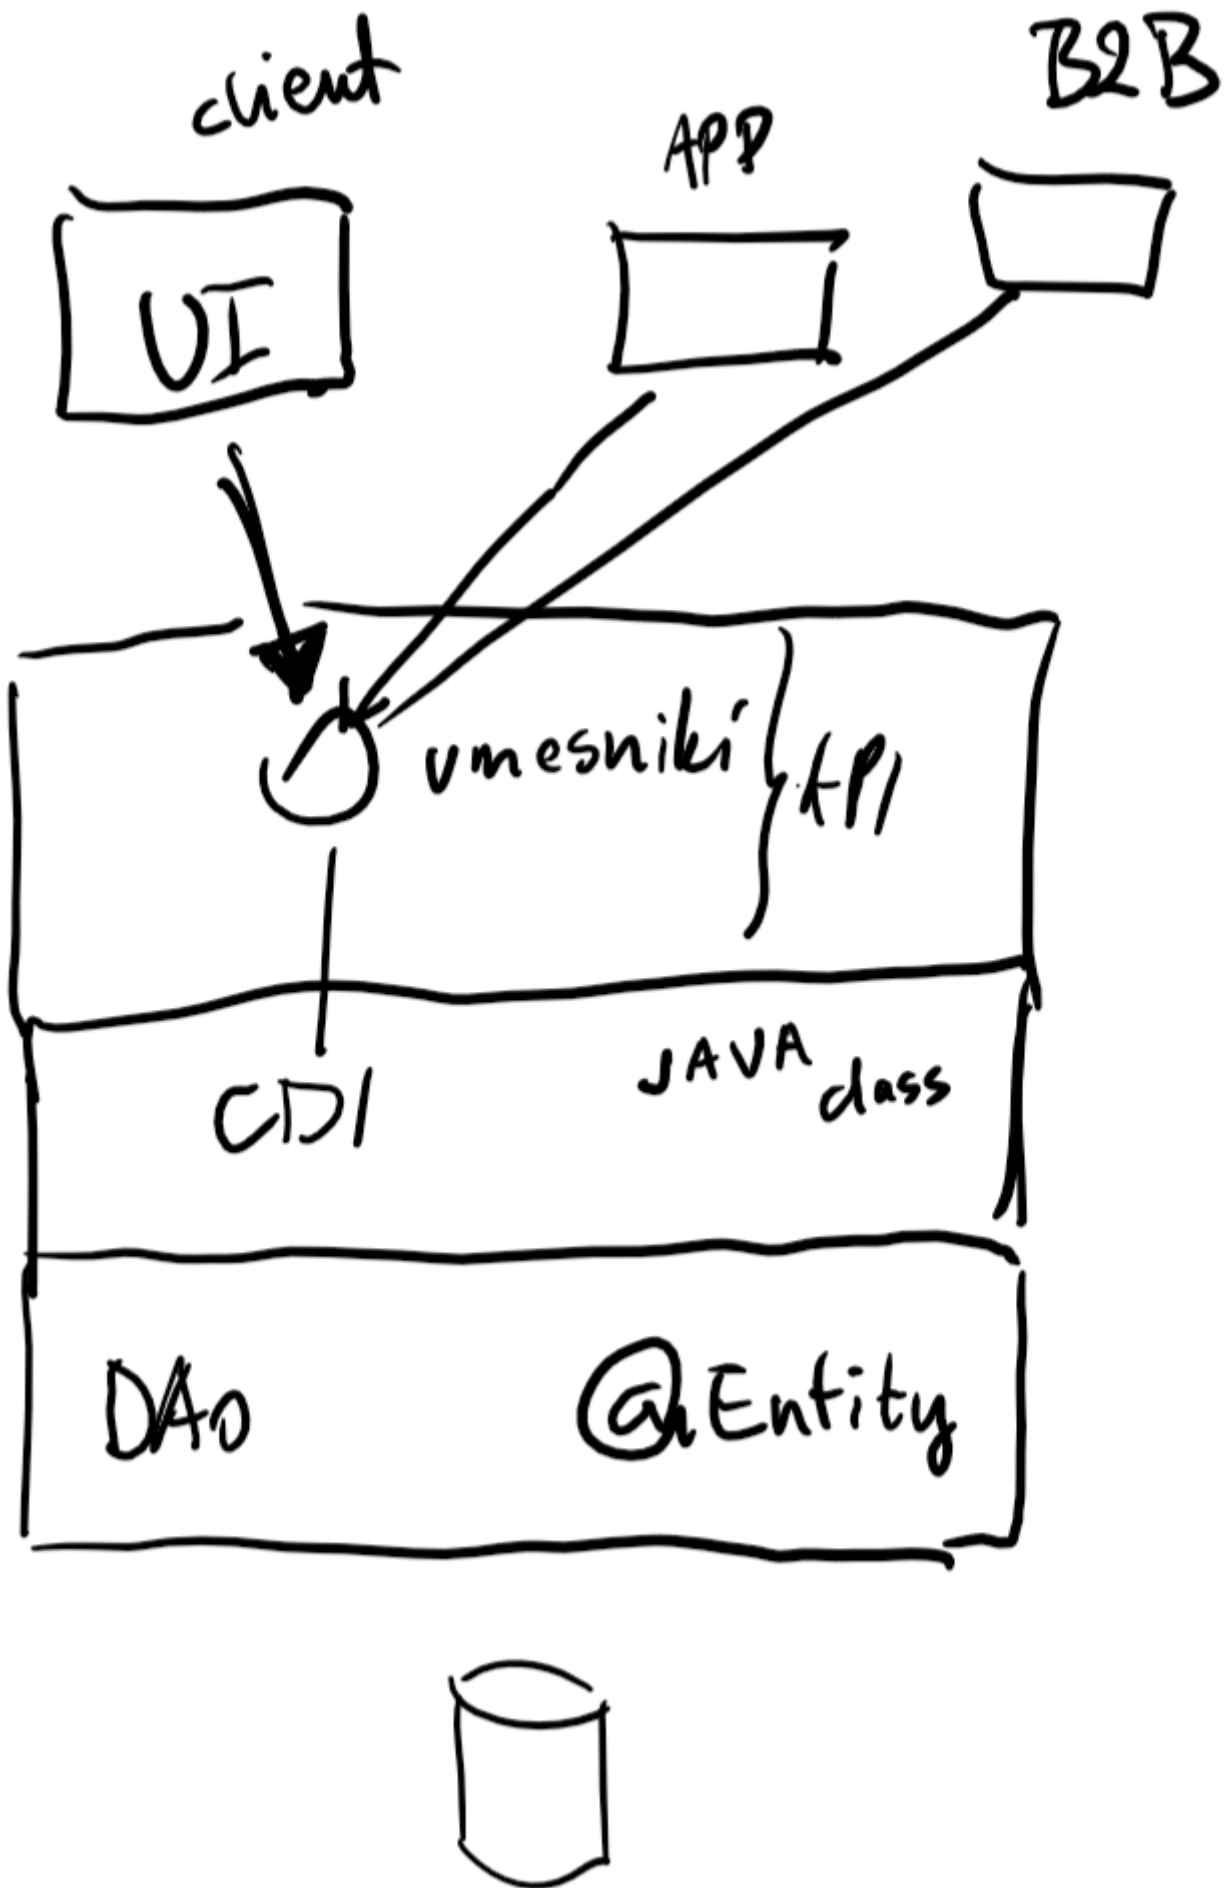 client
APP
B2B
UI
vmesniki
API
CDI
JAVA class
DAO
@Entity